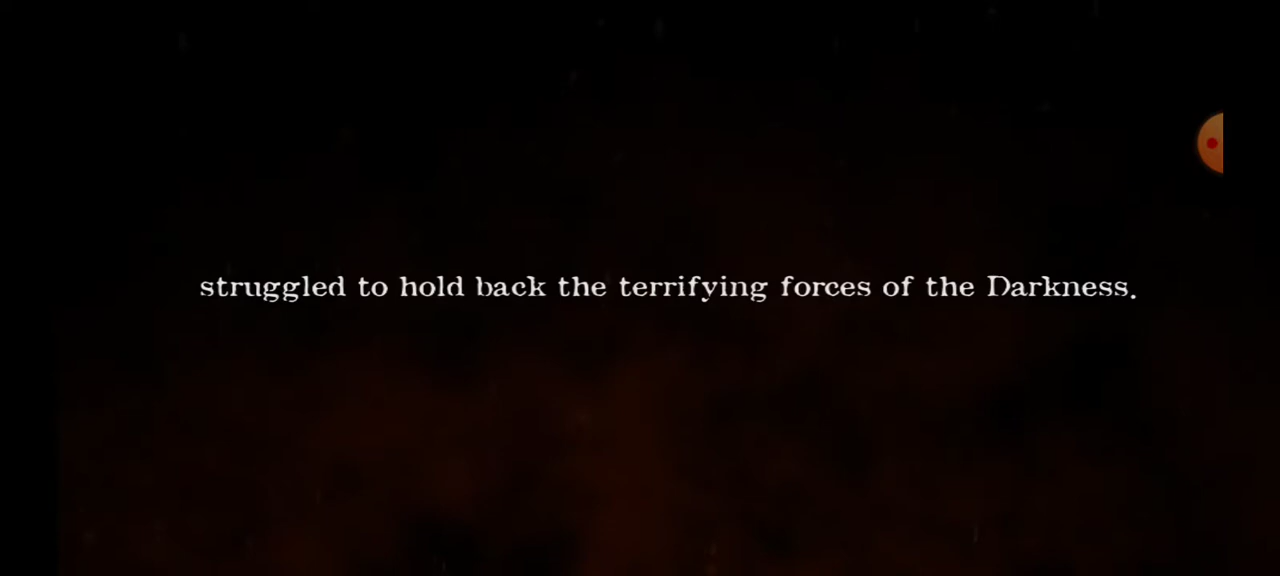 struggled to hold back the terrifying forces of the Darkness.